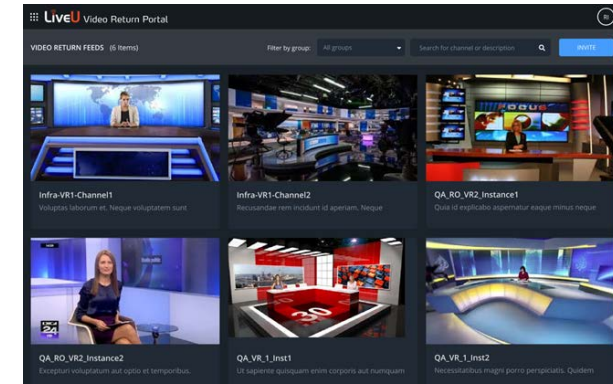 LiveU Video Return Portal
RI
VIDEO RETURN FEEDS (6 Items)
Filter by group:
All groups
Search for channel or description
INVITE
Infra-VR1-Channel1
Voluptas laborum et. Neque voluptatem sunt
Infra-VR1-Channel2
Recusandae rem incidunt id aperiam. Neque
QA_RO_VR2_Instance1
Quia id explicabo aspernatur eaque minus neque
24
30
QA_RO_VR2_Instance2
Excepturi voluptatum aut optio et temporibus.
QA_VR_1_Inst1
Ut sapiente quisquam enim corporis aut numquam
QA_VR_1_Inst2
Necessitatibus magni porro perspiciatis. Quidem